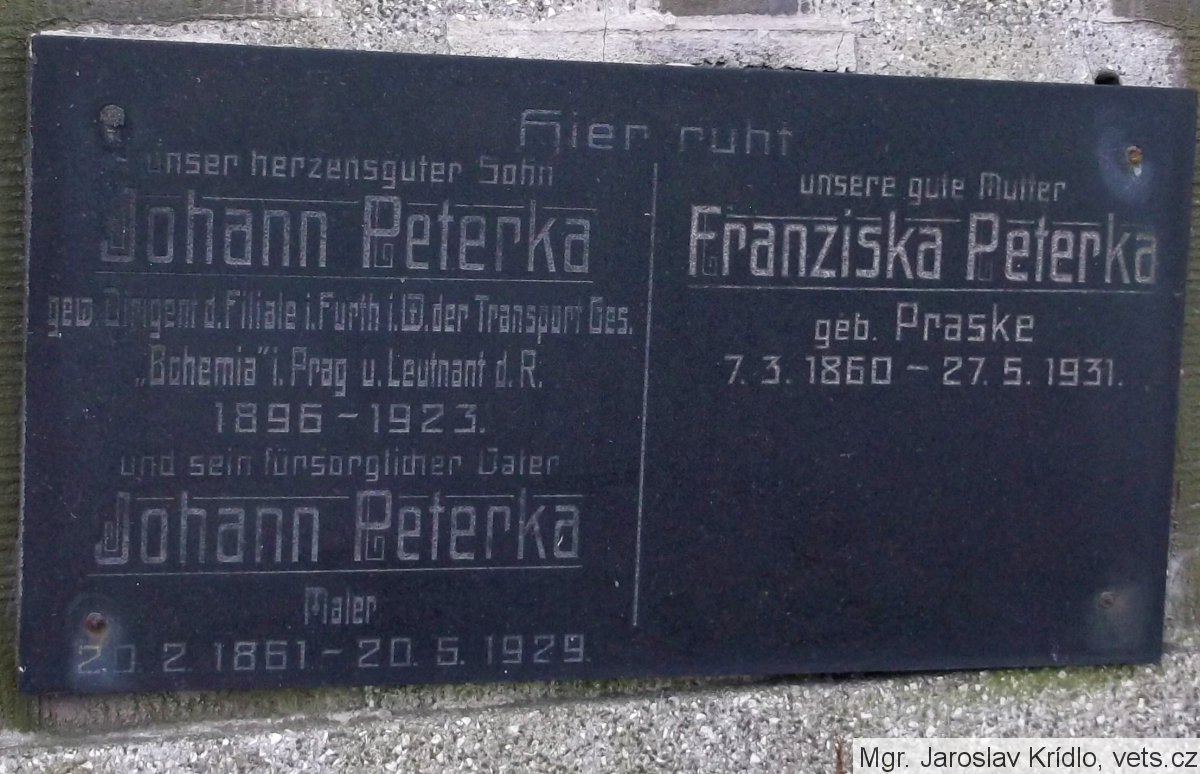 Hier ruht
unser herzensguter Sohn
Johann Peterka
gew. Dirigent d. Filiale i. Furth i. W. der Transport Ges.
„Bohemia" i. Prag u. Leutnant d. R.
1896 - 1923.
und sein fürsorglicher Vater
Johann Peterka
Maler
20. 2. 1861 - 20. 5. 1929.
unsere gute Mutter
Franziska Peterka
geb. Praske
7. 3. 1860 - 27. 5. 1931.
Mgr. Jaroslav Krídlo, vets.cz